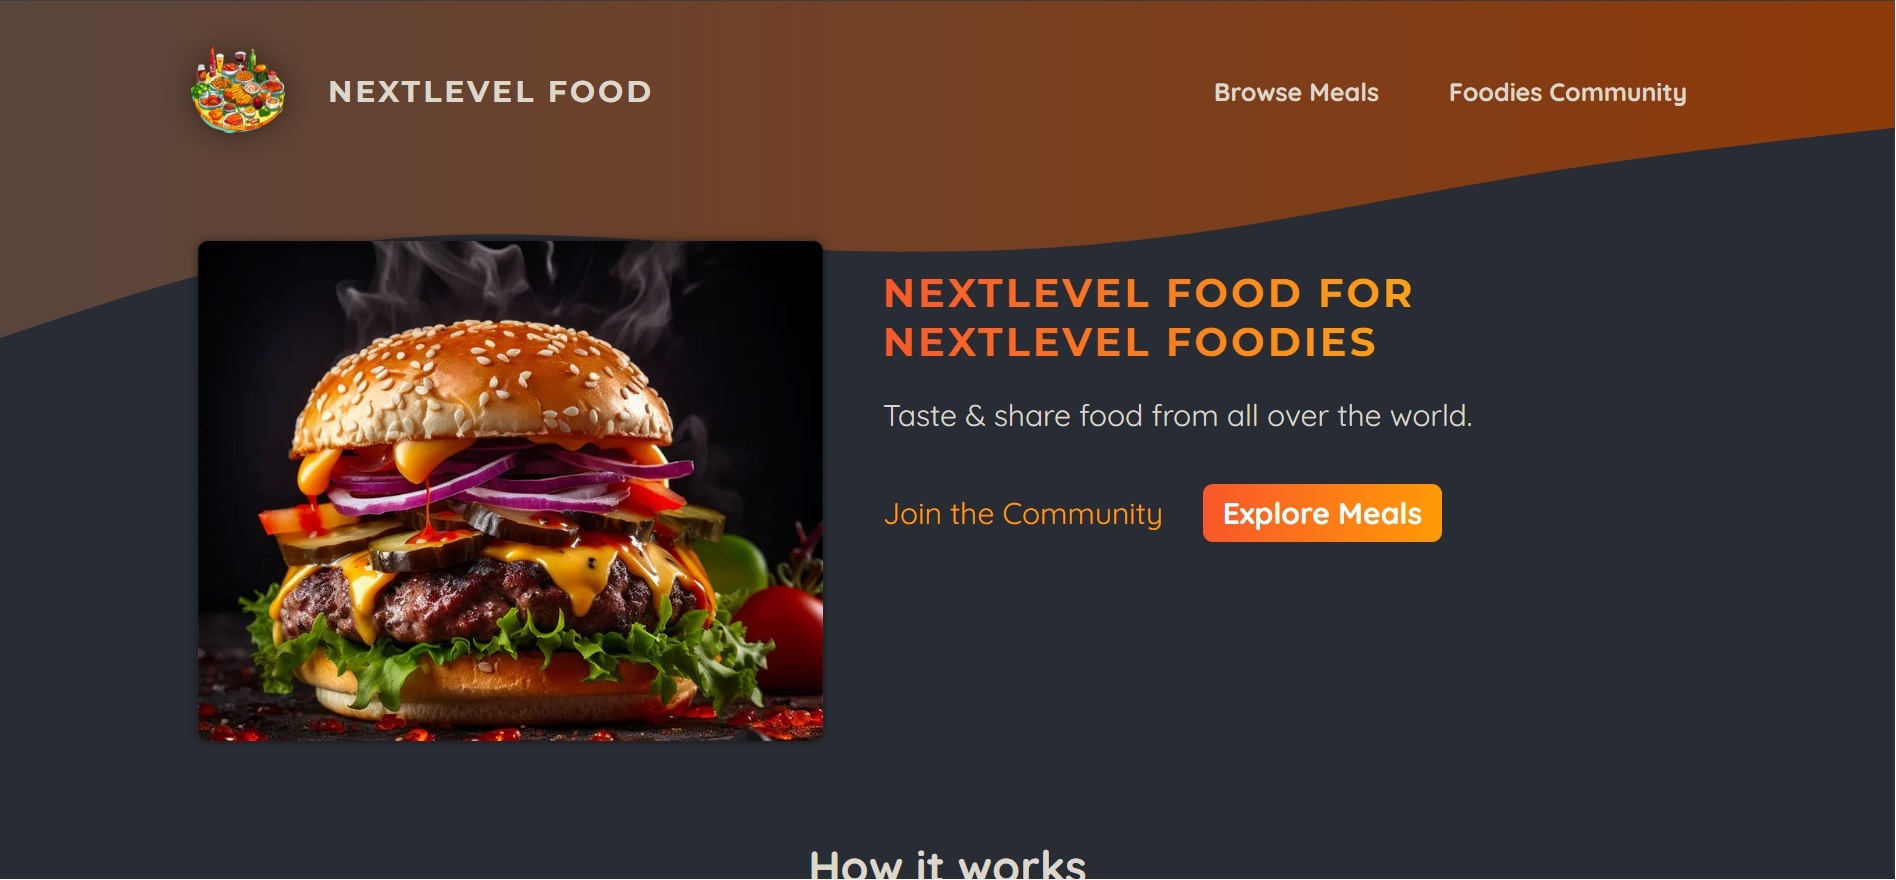 NEXTLEVEL FOOD
Browse Meals
Foodies Community
NEXTLEVEL FOOD FOR
NEXTLEVEL FOODIES
Taste & share food from all over the world.
Join the Community
Explore Meals
How it works